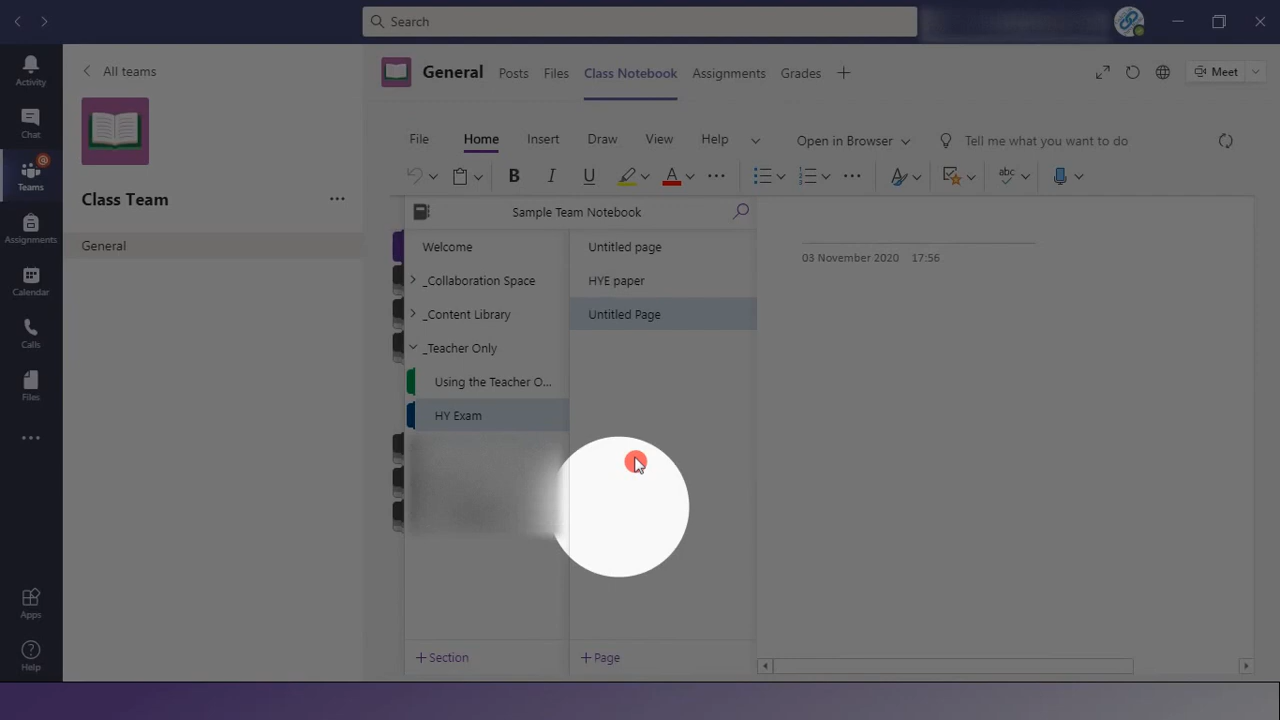 Search
Activity
Chat
Teams
Assignments
Calendar
Calls
Files
Apps
Help
All teams
Class Team
General
General
Posts
Files
Class Notebook
Assignments
Grades
Meet
File
Home
Insert
Draw
View
Help
Open in Browser
Tell me what you want to do
B
I
U
A
abc
Sample Team Notebook
Welcome
_Collaboration Space
_Content Library
_Teacher Only
Using the Teacher O...
HY Exam
+ Section
Untitled page
HYE paper
Untitled Page
+ Page
03 November 2020 17:56